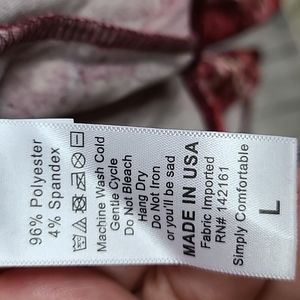 96% Polyester
4% Spandex
Machine Wash Cold
Gentle Cycle
Do Not Bleach
Hang Dry
Do Not Iron
or you'll be sad
MADE IN USA
Fabric Imported
RN# 142161
Simply Comfortable
L